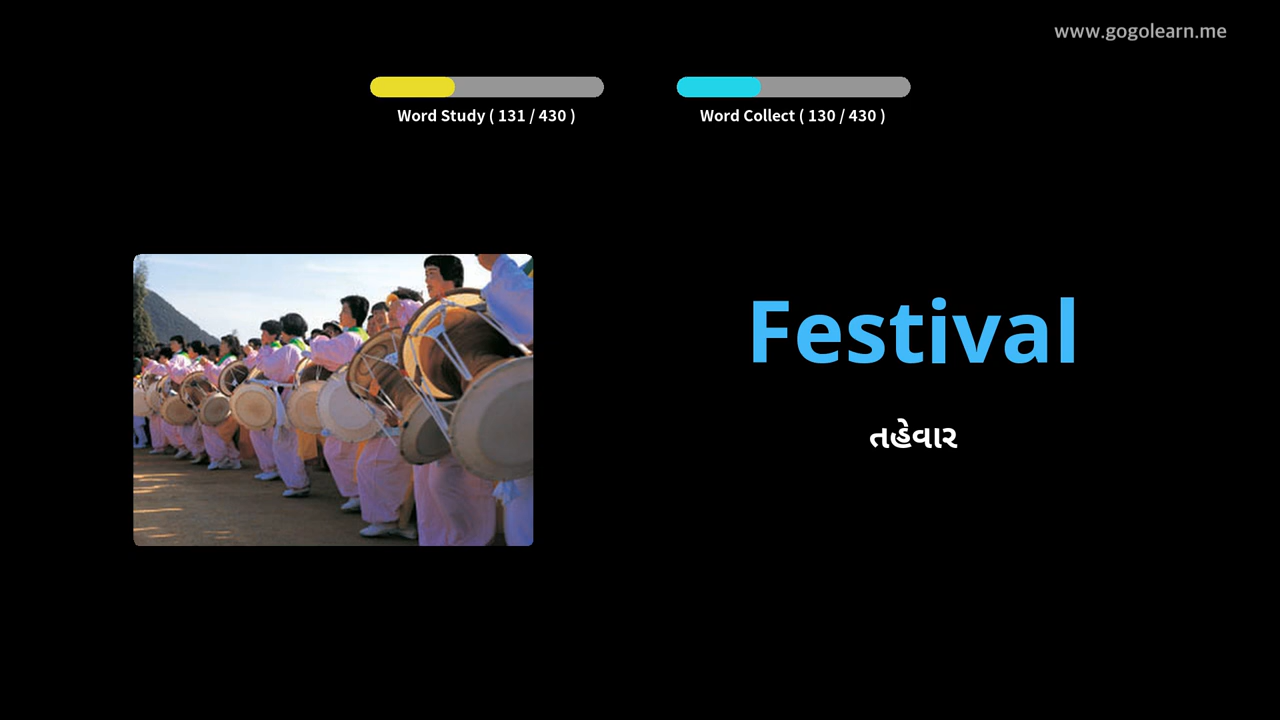 www.gogolearn.me
Word Study ( 131 / 430 )
Word Collect ( 130 / 430 )
Festival
તહેવાર